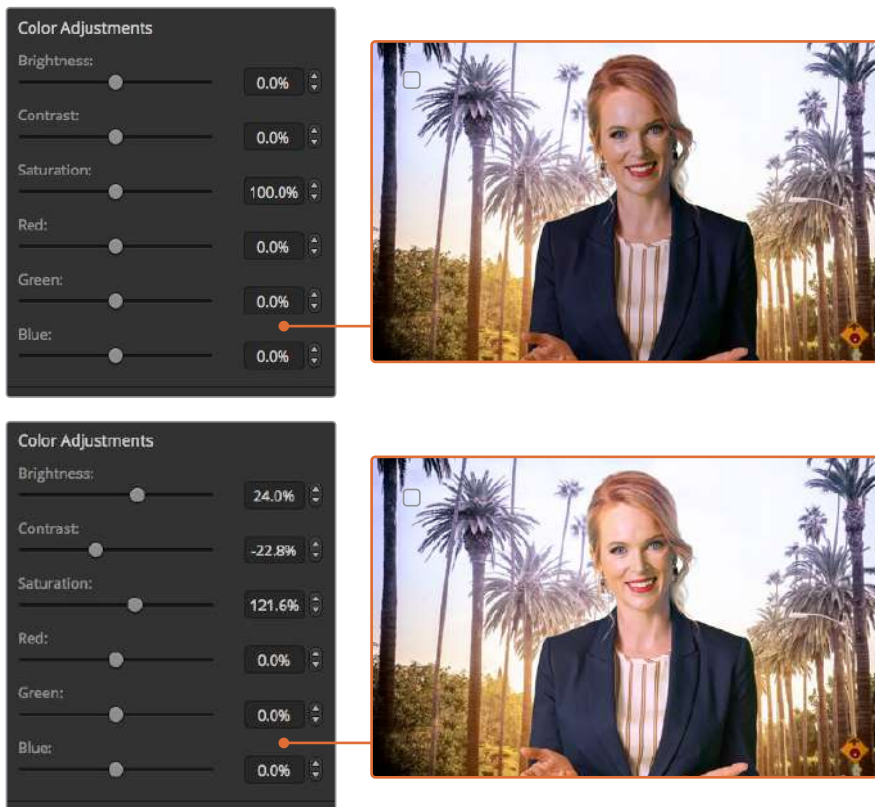 Color Adjustments
Brightness:
0.0%
Contrast:
0.0%
Saturation:
100.0%
Red:
0.0%
Green:
0.0%
Blue:
0.0%
Color Adjustments
Brightness:
24.0%
Contrast:
-22.8%
Saturation:
121.6%
Red:
0.0%
Green:
0.0%
Blue:
0.0%